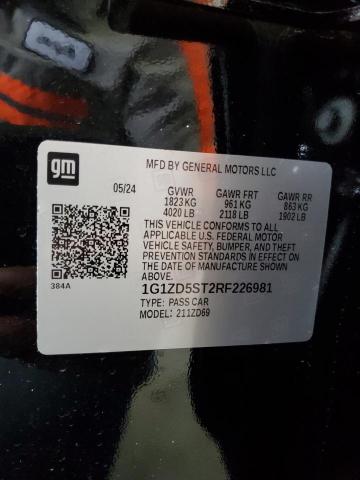 gm
MFD BY GENERAL MOTORS LLC
05/24 GVWR GAWR FRT GAWR RR
1823 KG 961 KG 863 KG
4020 LB 2118 LB 1902 LB
THIS VEHICLE CONFORMS TO ALL
APPLICABLE U.S. FEDERAL MOTOR
VEHICLE SAFETY, BUMPER, AND THEFT
PREVENTION STANDARDS IN EFFECT ON
THE DATE OF MANUFACTURE SHOWN
ABOVE.
384A 1G1ZD5ST2RF226981
TYPE: PASS CAR
MODEL: 211ZD69